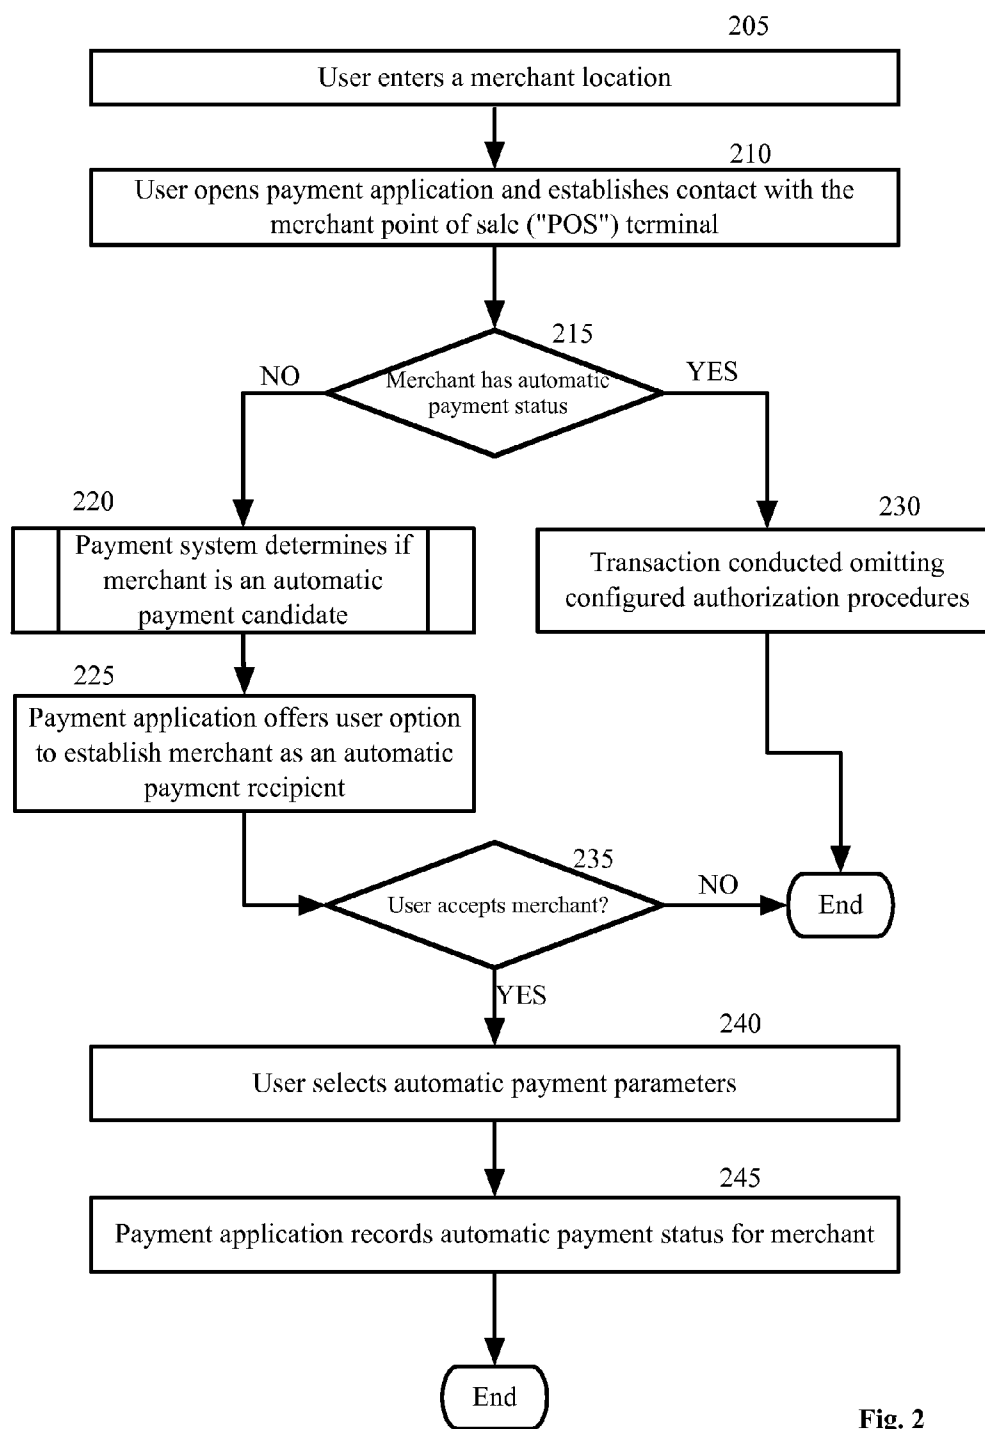 205
User enters a merchant location
210
User opens payment application and establishes contact with the
merchant point of sale ("POS") terminal
215
NO
YES
Merchant has automatic
payment status
220
230
Payment system determines if
merchant is an automatic
payment candidate
Transaction conducted omitting
configured authorization procedures
225
Payment application offers user option
to establish merchant as an automatic
payment recipient
235
User accepts merchant?
NO
End
YES
240
User selects automatic payment parameters
245
Payment application records automatic payment status for merchant
End
Fig. 2